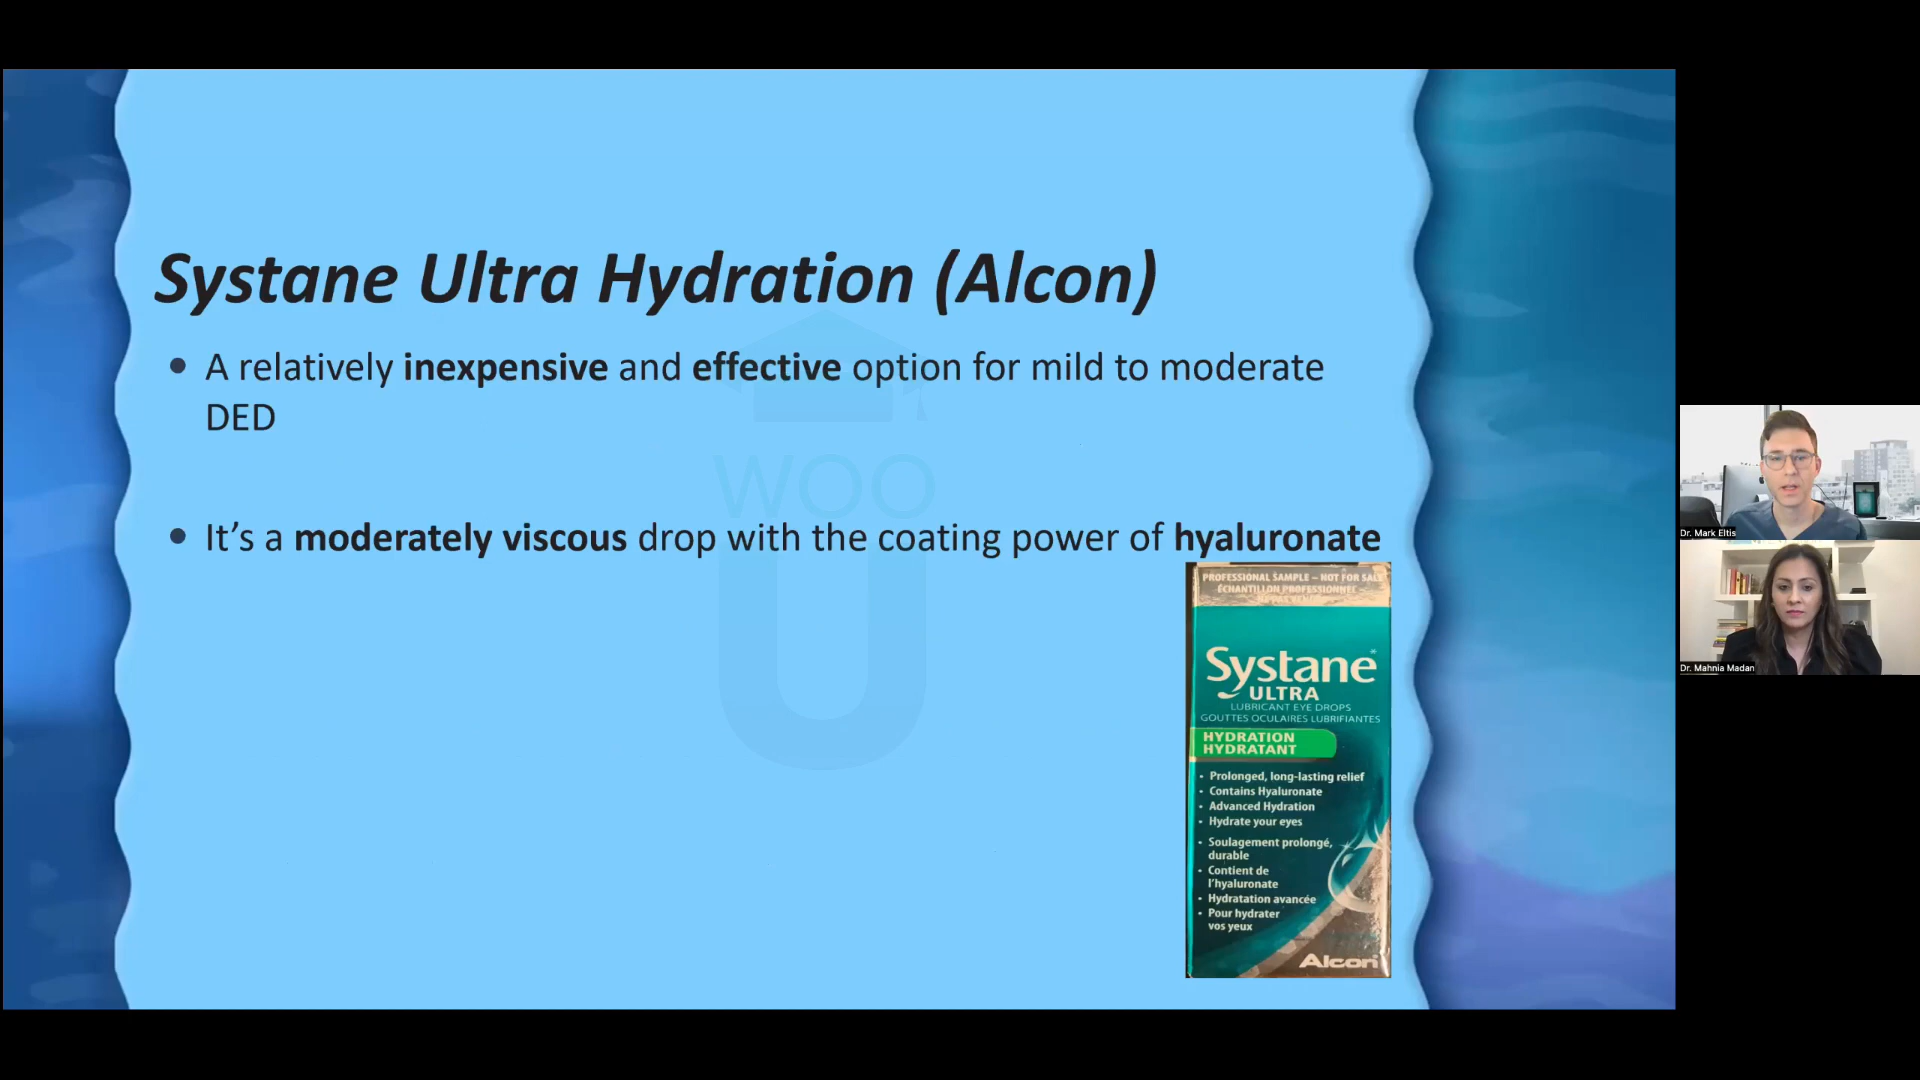 Systane Ultra Hydration (Alcon)
• A relatively inexpensive and effective option for mild to moderate
DED
• It's a moderately viscous drop with the coating power of hyaluronate
WOO
U
PROFESSIONAL SAMPLE – NOT FOR SALE
ÉCHANTILLON PROFESSIONNEL
Systane
ULTRA
LUBRICANT EYE DROPS
GOUTTES OCULAIRES LUBRIFIANTES
HYDRATION
HYDRATANT
• Prolonged, long-lasting relief
• Contains Hyaluronate
• Advanced Hydration
• Hydrate your eyes
• Soulagement prolongé,
durable
• Contient de
l'hyaluronate
• Hydratation avancée
• Pour hydrater
vos yeux
Alcon
Dr. Mark Eltis
Dr. Mahnia Madan